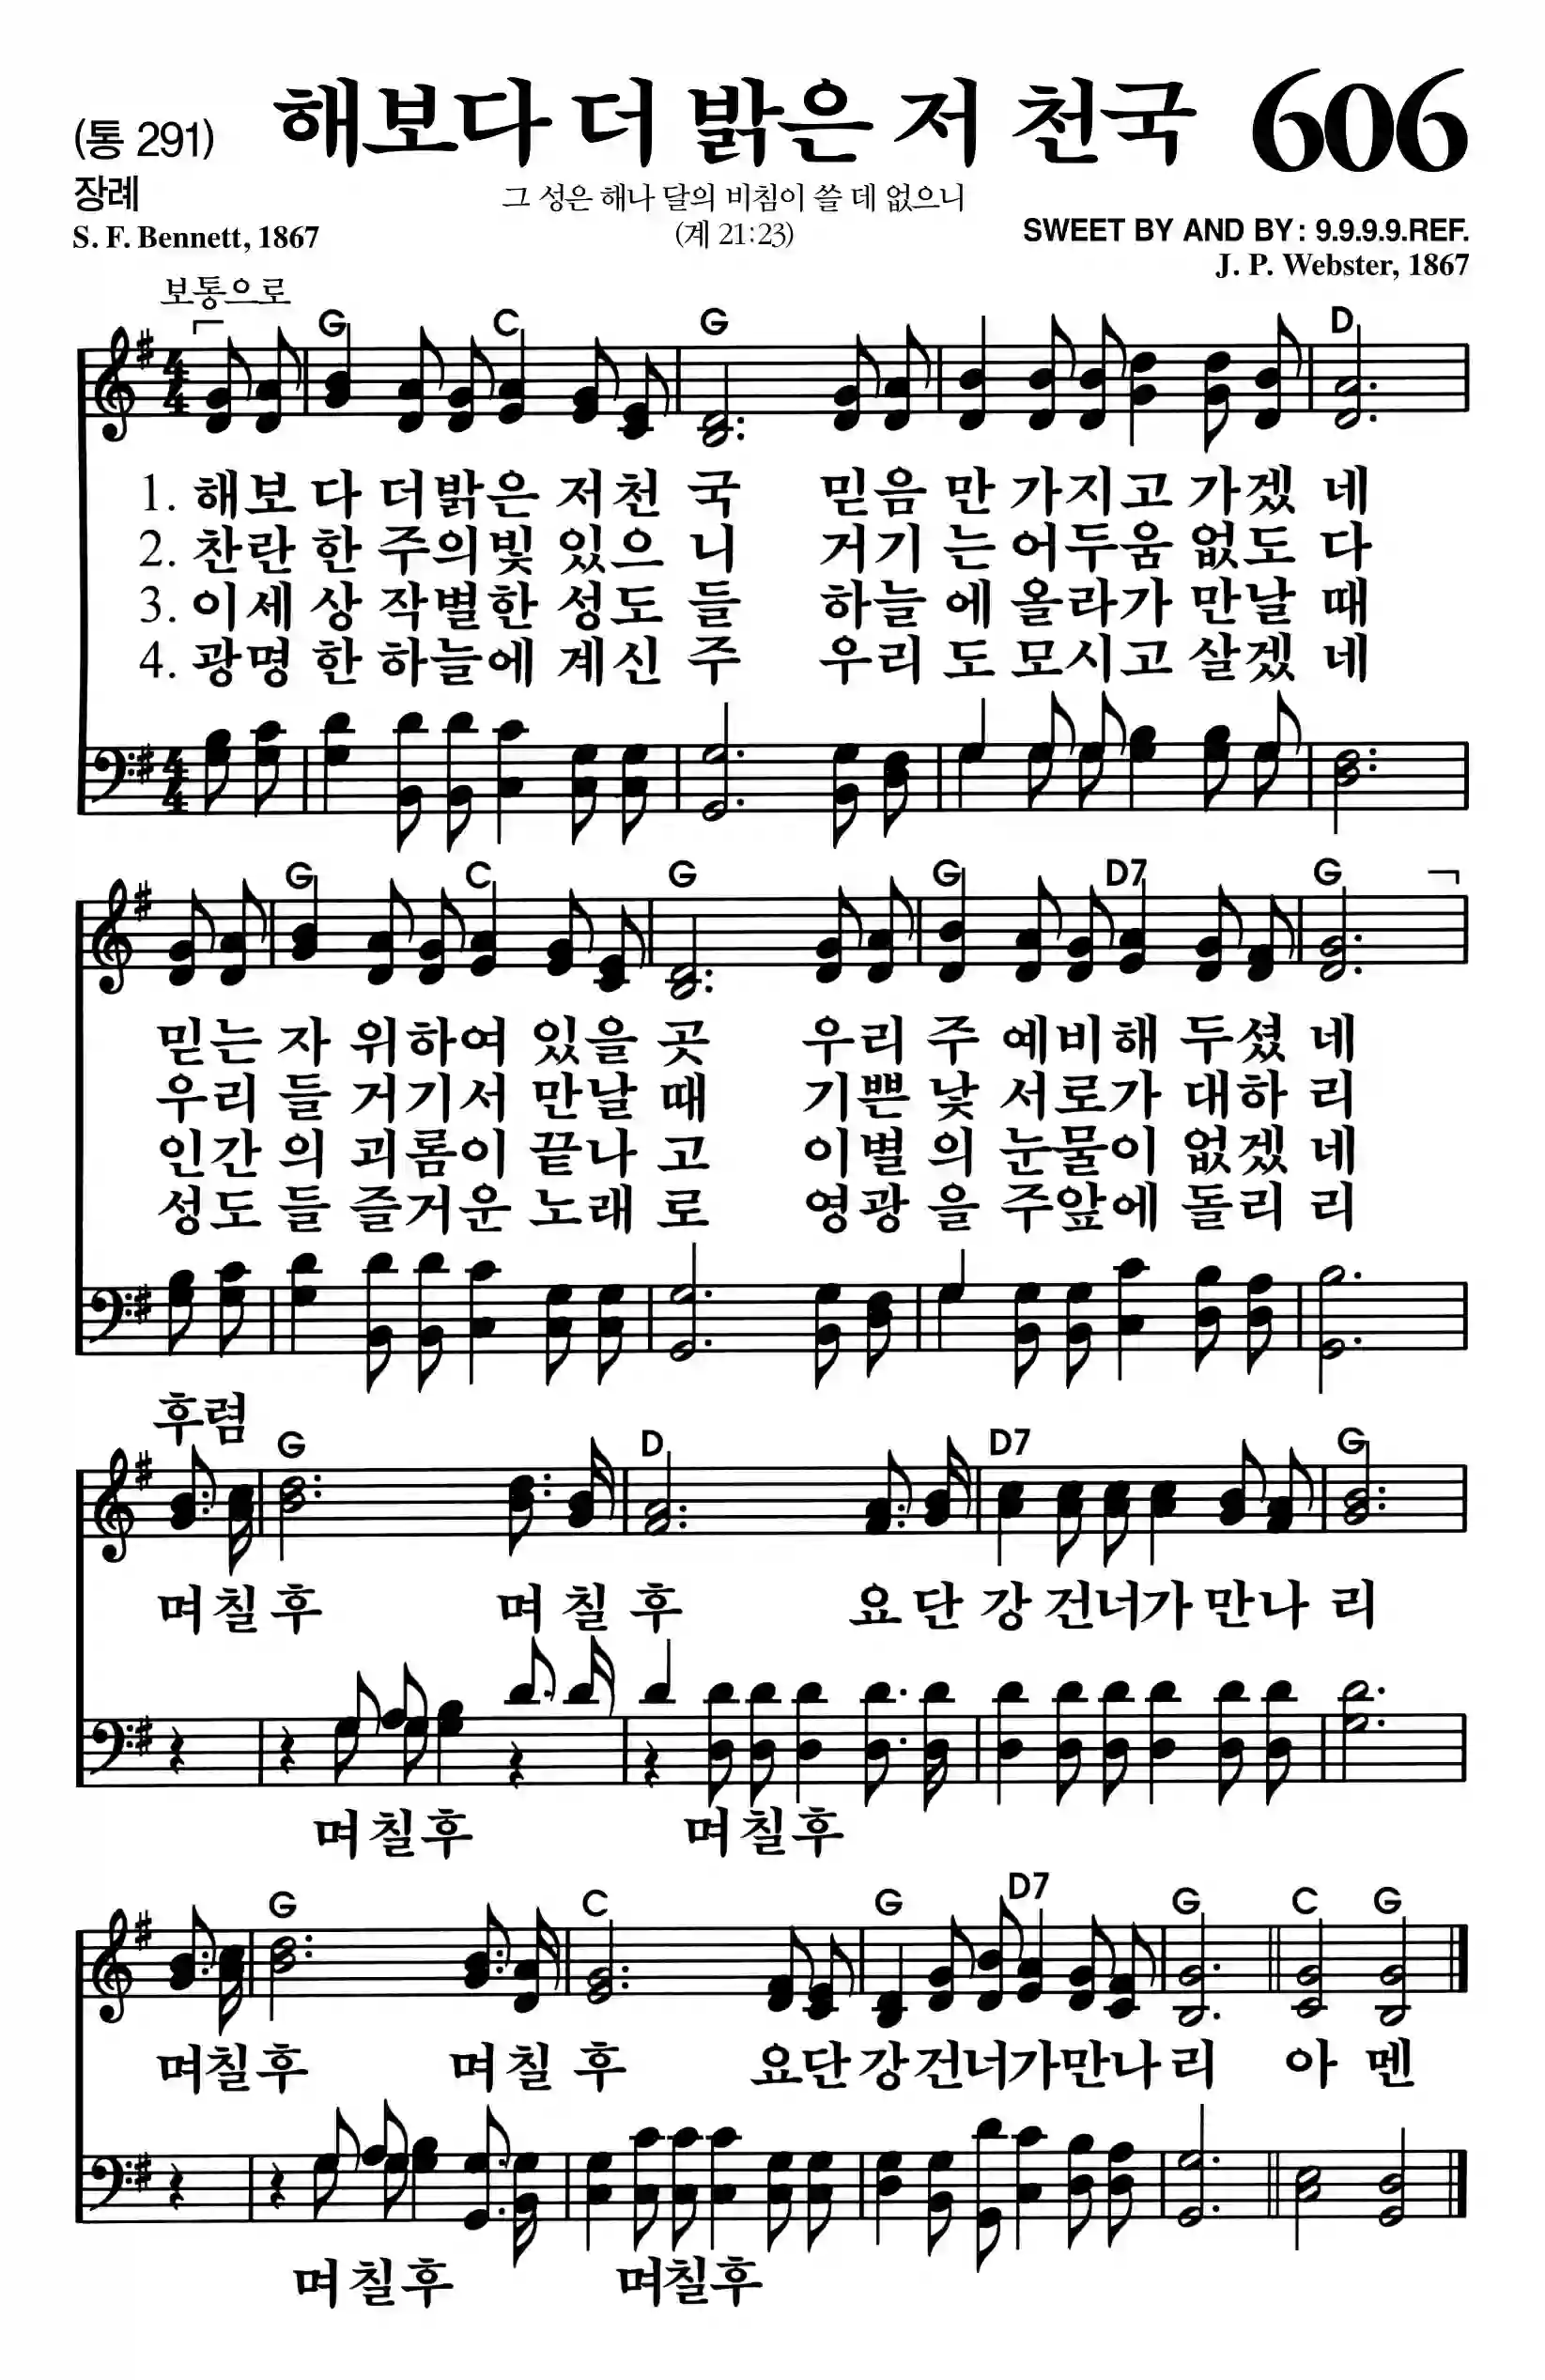 (통 291) 해보다 더 밝은 저 천국 606
장례
그 성은 해나 달의 비침이 쓸 데 없으니
(계 21:23)
S. F. Bennett, 1867
SWEET BY AND BY: 9.9.9.9.REF.
J. P. Webster, 1867
보통으로
G C G D
4 4
1. 해보다 더밝은 저천국 믿음만 가지고 가겠네
2. 찬란한 주의빛 있으니 거기는 어두움 없도다
3. 이세상 작별한 성도들 하늘에 올라가 만날때
4. 광명한 하늘에 계신주 우리도 모시고 살겠네
4 4
G C G G D7 G
믿는자 위하여 있을곳 우리주 예비해 두셨네
우리들 거기서 만날때 기쁜낯 서로가 대하리
인간의 괴롬이 끝나고 이별의 눈물이 없겠네
성도들 즐거운 노래로 영광을 주앞에 돌리리
후렴
G D D7 G
며칠후 며칠후 요단강 건너가 만나리
며칠후 며칠후
G C G D7 G C G
며칠후 며칠후 요단강건너가만나리 아멘
며칠후 며칠후